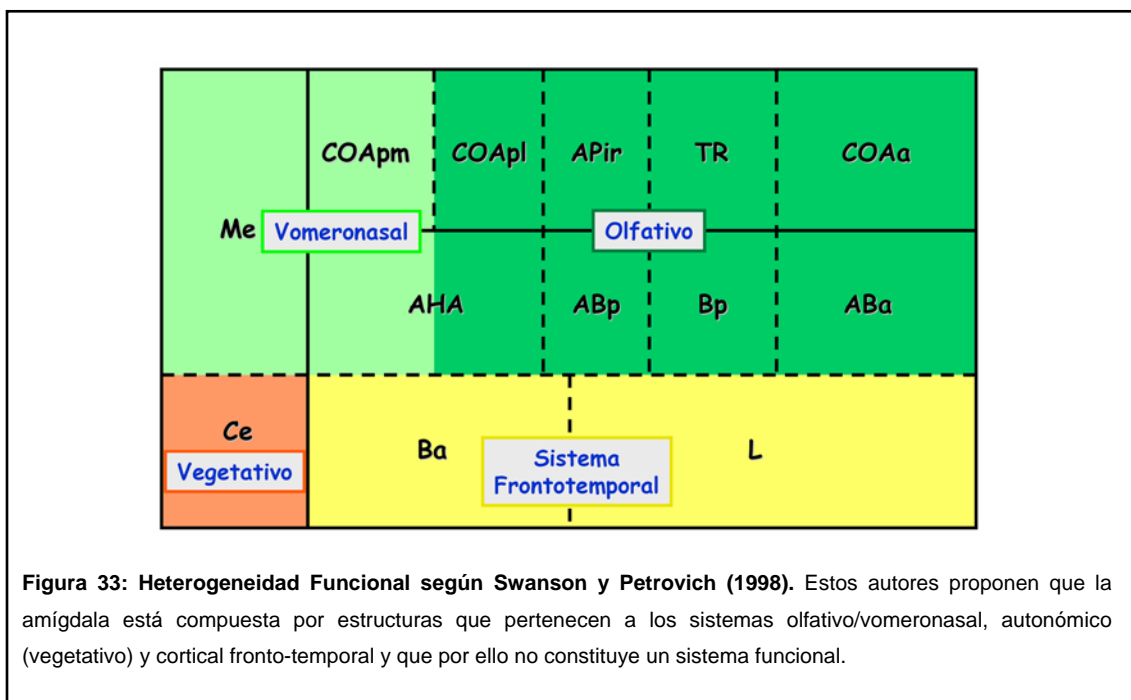 COApm COApl APir TR COAa
Me Vomeronasal Olfativo
AHA ABp Bp ABa
Ce Ba Sistema L
Vegetativo Frontotemporal
Figura 33: Heterogeneidad Funcional según Swanson y Petrovich (1998). Estos autores proponen que la
amígdala está compuesta por estructuras que pertenecen a los sistemas olfativo/vomeronasal, autonómico
(vegetativo) y cortical fronto-temporal y que por ello no constituye un sistema funcional.